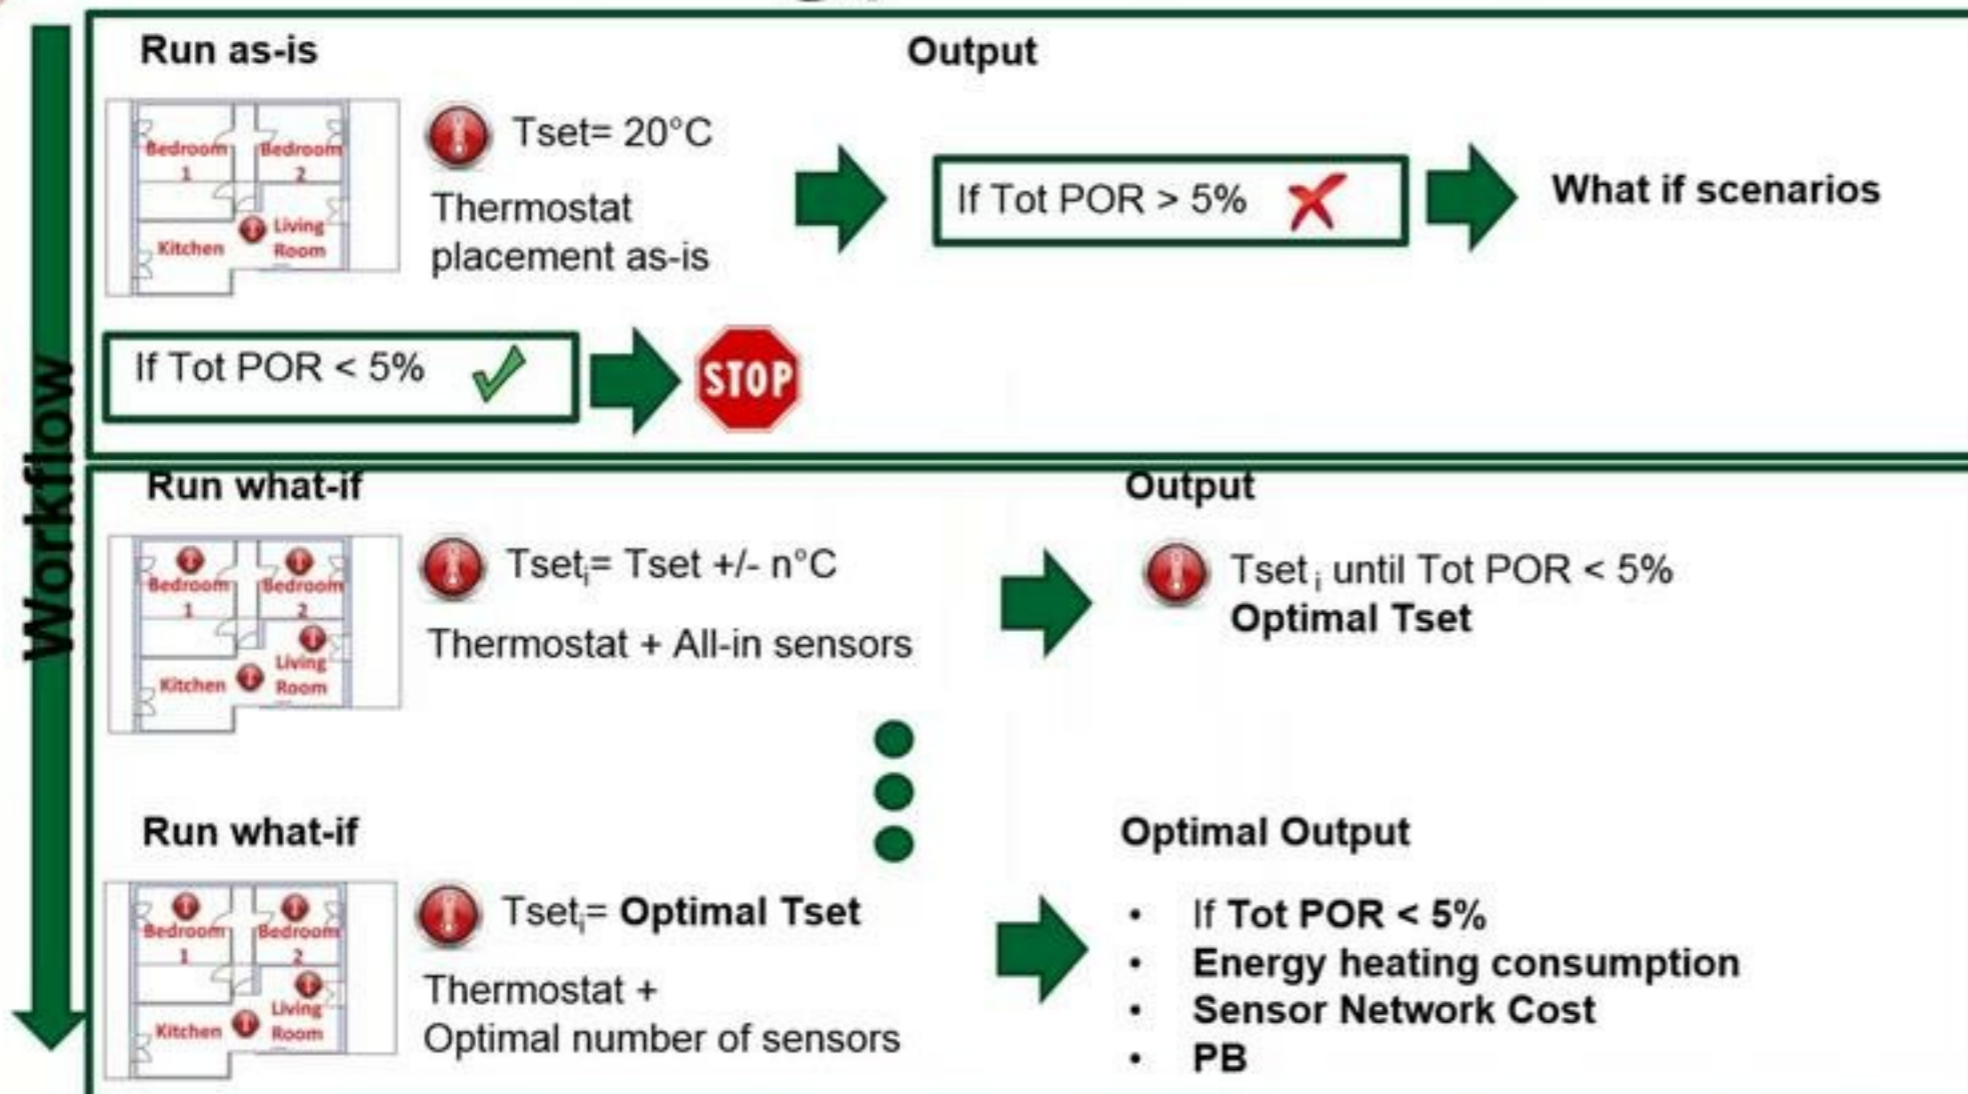 Workflow
Run as-is
Output
Bedroom Bedroom
1 2
Living
Kitchen Room
Tset= 20°C
Thermostat
placement as-is
If Tot POR > 5%
What if scenarios
If Tot POR < 5%
STOP
Run what-if
Output
Bedroom Bedroom
1 2
Living
Kitchen Room
Tseti= Tset +/- n°C
Thermostat + All-in sensors
Tset i until Tot POR < 5%
Optimal Tset
Run what-if
Optimal Output
Bedroom Bedroom
1 2
Living
Kitchen Room
Tseti= Optimal Tset
Thermostat +
Optimal number of sensors
• If Tot POR < 5%
• Energy heating consumption
• Sensor Network Cost
• PB